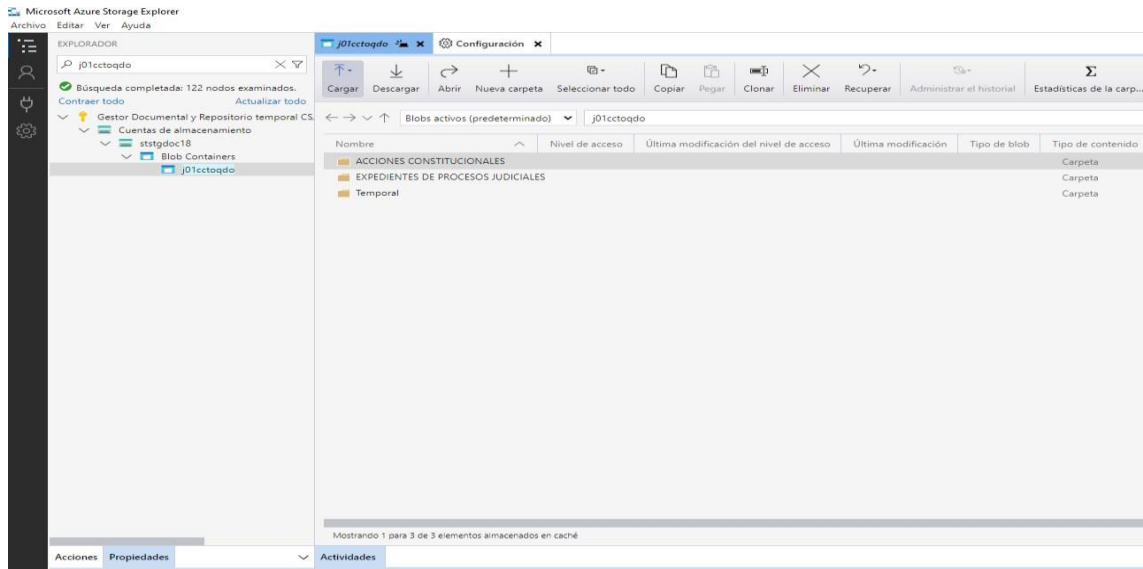 Microsoft Azure Storage Explorer
Archivo Editar Ver Ayuda
EXPLORADOR
j01cctoqdo
Búsqueda completada: 122 nodos examinados.
Contraer todo Actualizar todo
Gestor Documental y Repositorio temporal CS
Cuentas de almacenamiento
ststgdoc18
Blob Containers
j01cctoqdo
Acciones Propiedades
j01cctoqdo Configuración
Cargar Descargar Abrir Nueva carpeta Seleccionar todo Copiar Pegar Clonar Eliminar Recuperar Administrar el historial Estadísticas de la carp...
Blobs activos (predeterminado) j01cctoqdo
Nombre Nivel de acceso Última modificación del nivel de acceso Última modificación Tipo de blob Tipo de contenido
ACCIONES CONSTITUCIONALES Carpeta
EXPEDIENTES DE PROCESOS JUDICIALES Carpeta
Temporal Carpeta
Mostrando 1 para 3 de 3 elementos almacenados en caché
Actividades